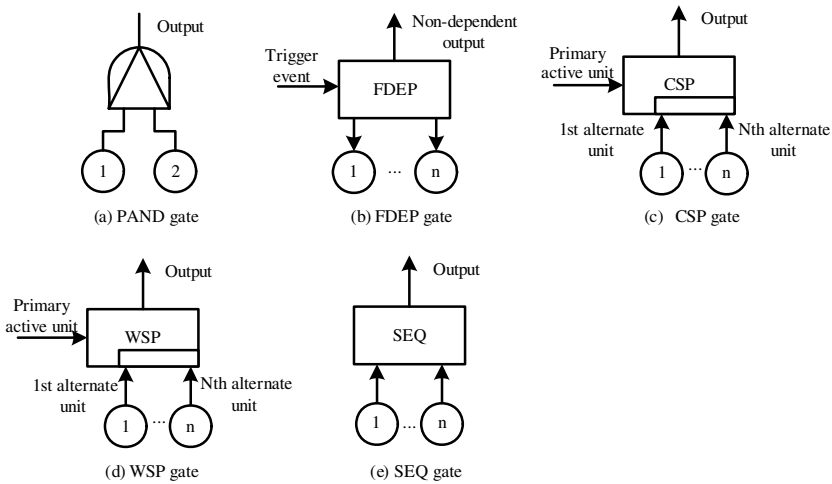 Output
1
2
(a) PAND gate
Non-dependent
output
Trigger
event
FDEP
1
...
n
(b) FDEP gate
Output
Primary
active unit
CSP
1st alternate
unit
Nth alternate
unit
1
...
n
(c) CSP gate
Output
Primary
active unit
WSP
1st alternate
unit
Nth alternate
unit
1
...
n
(d) WSP gate
Output
SEQ
1
...
n
(e) SEQ gate